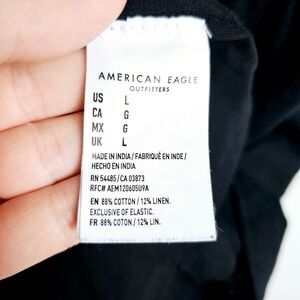 AMERICAN EAGLE
OUTFITTERS
US L
CA G
MX G
UK L
MADE IN INDIA / FABRIQUÉ EN INDE /
HECHO EN INDIA
RN 54485/CA 03873
RFC# AEM120605U9A
EN 88% COTTON / 12% LINEN.
EXCLUSIVE OF ELASTIC.
FR 88% COTON / 12% LIN.